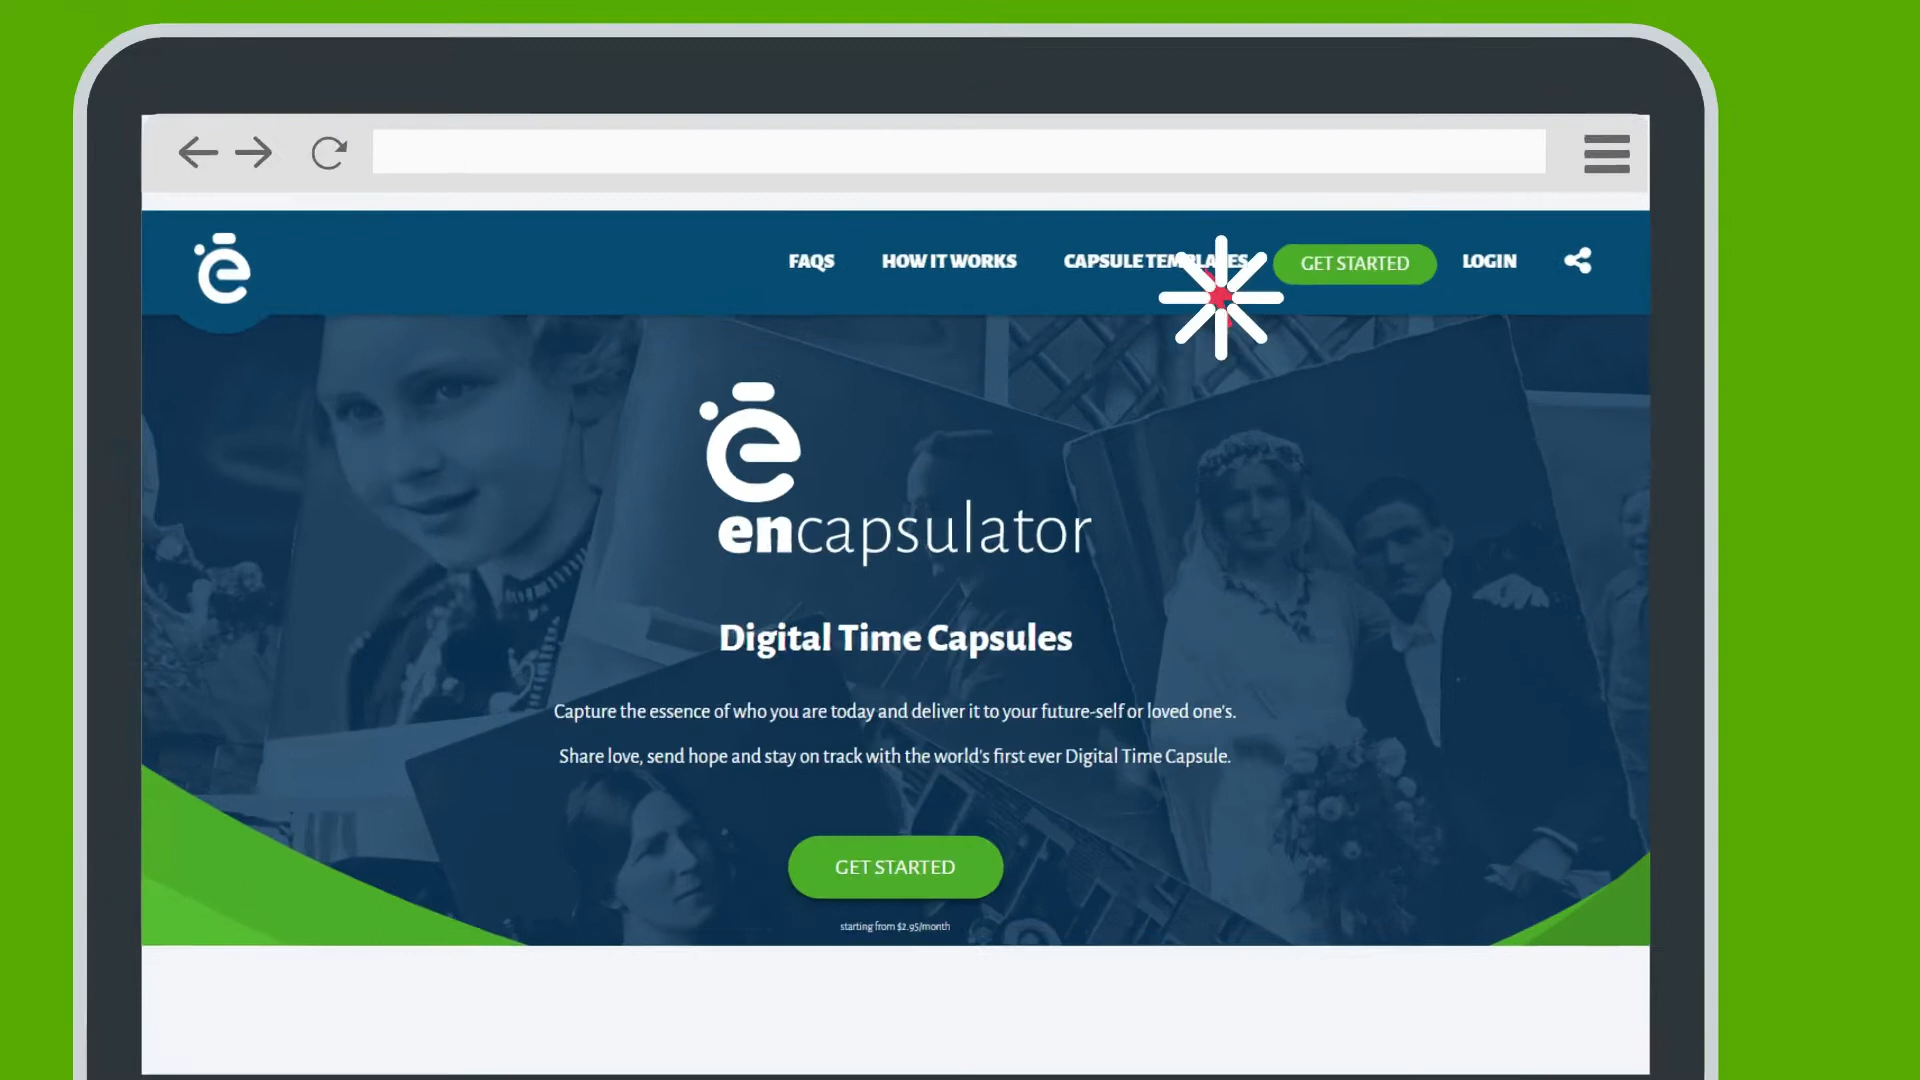 FAQS HOW IT WORKS CAPSULE TEMPLATES GET STARTED LOGIN
encapsulator
Digital Time Capsules
Capture the essence of who you are today and deliver it to your future-self or loved one's.
Share love, send hope and stay on track with the world's first ever Digital Time Capsule.
GET STARTED
starting from $2.95/month